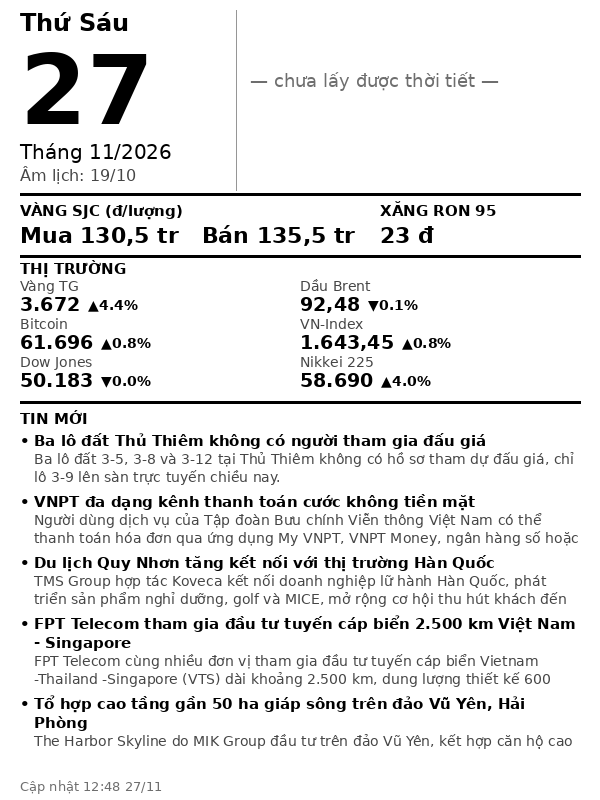 Thứ Sáu
27
Tháng 11/2026
Âm lịch: 19/10
— chưa lấy được thời tiết —
VÀNG SJC (đ/lượng)
Mua 130,5 tr Bán 135,5 tr
XĂNG RON 95
23 đ
THỊ TRƯỜNG
Vàng TG
3.672 ▲4.4%
Dầu Brent
92,48 ▼0.1%
Bitcoin
61.696 ▲0.8%
VN-Index
1.643,45 ▲0.8%
Dow Jones
50.183 ▼0.0%
Nikkei 225
58.690 ▲4.0%
TIN MỚI
• Ba lô đất Thủ Thiêm không có người tham gia đấu giá
Ba lô đất 3-5, 3-8 và 3-12 tại Thủ Thiêm không có hồ sơ tham dự đấu giá, chỉ
lô 3-9 lên sàn trực tuyến chiều nay.
• VNPT đa dạng kênh thanh toán cước không tiền mặt
Người dùng dịch vụ của Tập đoàn Bưu chính Viễn thông Việt Nam có thể
thanh toán hóa đơn qua ứng dụng My VNPT, VNPT Money, ngân hàng số hoặc
• Du lịch Quy Nhơn tăng kết nối với thị trường Hàn Quốc
TMS Group hợp tác Koveca kết nối doanh nghiệp lữ hành Hàn Quốc, phát
triển sản phẩm nghỉ dưỡng, golf và MICE, mở rộng cơ hội thu hút khách đến
• FPT Telecom tham gia đầu tư tuyến cáp biển 2.500 km Việt Nam
- Singapore
FPT Telecom cùng nhiều đơn vị tham gia đầu tư tuyến cáp biển Vietnam
-Thailand -Singapore (VTS) dài khoảng 2.500 km, dung lượng thiết kế 600
• Tổ hợp cao tầng gần 50 ha giáp sông trên đảo Vũ Yên, Hải
Phòng
The Harbor Skyline do MIK Group đầu tư trên đảo Vũ Yên, kết hợp căn hộ cao
Cập nhật 12:48 27/11